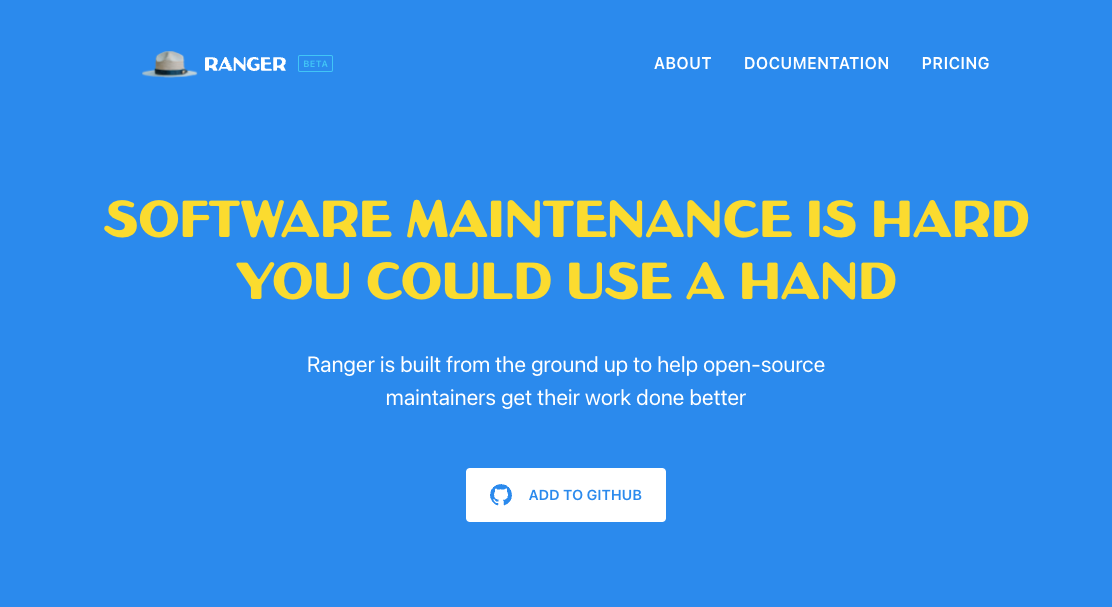 RANGER BETA ABOUT DOCUMENTATION PRICING
SOFTWARE MAINTENANCE IS HARD
YOU COULD USE A HAND
Ranger is built from the ground up to help open-source
maintainers get their work done better
ADD TO GITHUB